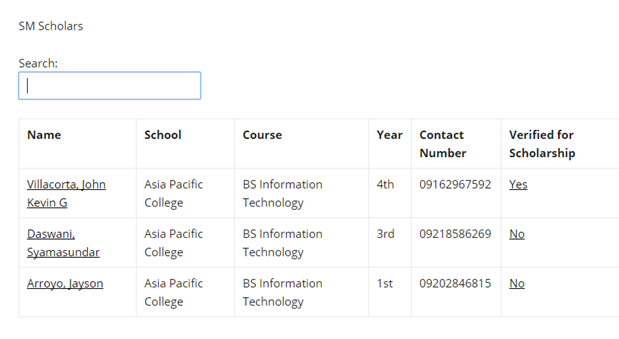 SM Scholars
Search:
Name School Course Year Contact Number Verified for Scholarship
Villacorta, John Kevin G Asia Pacific College BS Information Technology 4th 09162967592 Yes
Daswani, Syamasundar Asia Pacific College BS Information Technology 3rd 09218586269 No
Arroyo, Jayson Asia Pacific College BS Information Technology 1st 09202846815 No